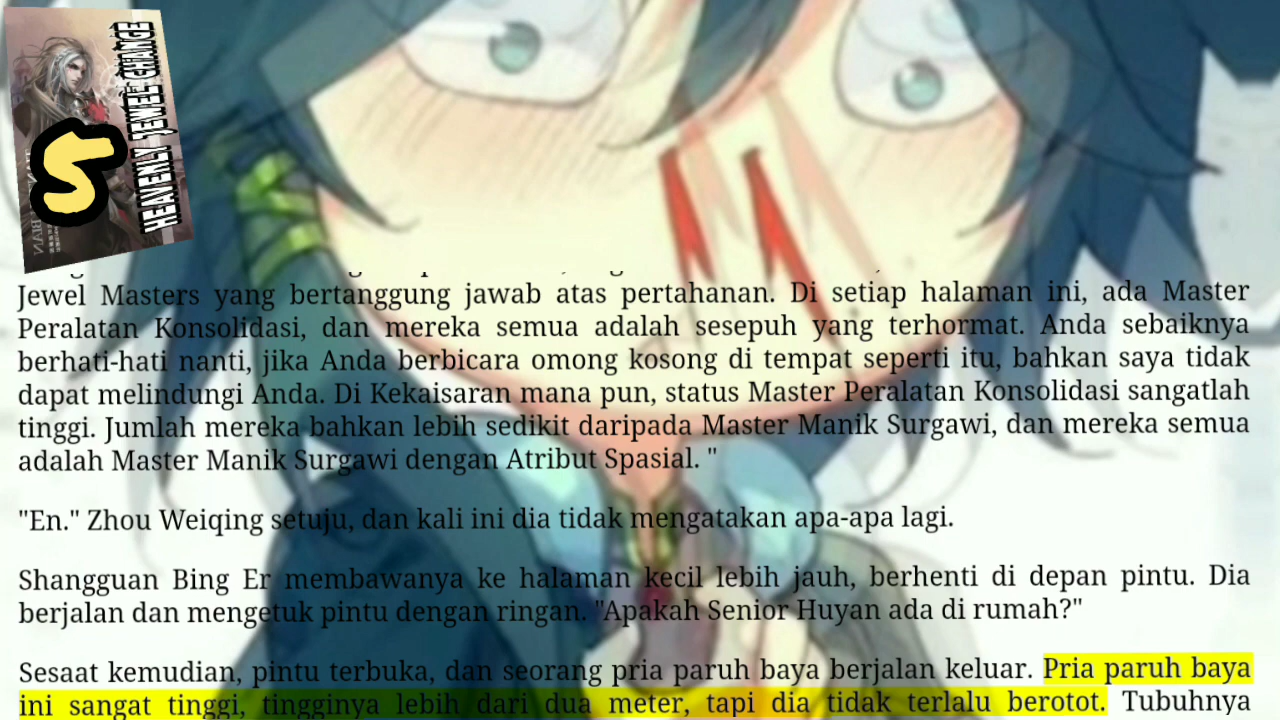 HEAVENLY JEWEL CHANGE
5
Jewel Masters yang bertanggung jawab atas pertahanan. Di setiap halaman ini, ada Master
Peralatan Konsolidasi, dan mereka semua adalah sesepuh yang terhormat. Anda sebaiknya
berhati-hati nanti, jika Anda berbicara omong kosong di tempat seperti itu, bahkan saya tidak
dapat melindungi Anda. Di Kekaisaran mana pun, status Master Peralatan Konsolidasi sangatlah
tinggi. Jumlah mereka bahkan lebih sedikit daripada Master Manik Surgawi, dan mereka semua
adalah Master Manik Surgawi dengan Atribut Spasial. "
"En." Zhou Weiqing setuju, dan kali ini dia tidak mengatakan apa-apa lagi.
Shangguan Bing Er membawanya ke halaman kecil lebih jauh, berhenti di depan pintu. Dia
berjalan dan mengetuk pintu dengan ringan. "Apakah Senior Huyan ada di rumah?"
Sesaat kemudian, pintu terbuka, dan seorang pria paruh baya berjalan keluar. Pria paruh baya
ini sangat tinggi, tingginya lebih dari dua meter, tapi dia tidak terlalu berotot. Tubuhnya